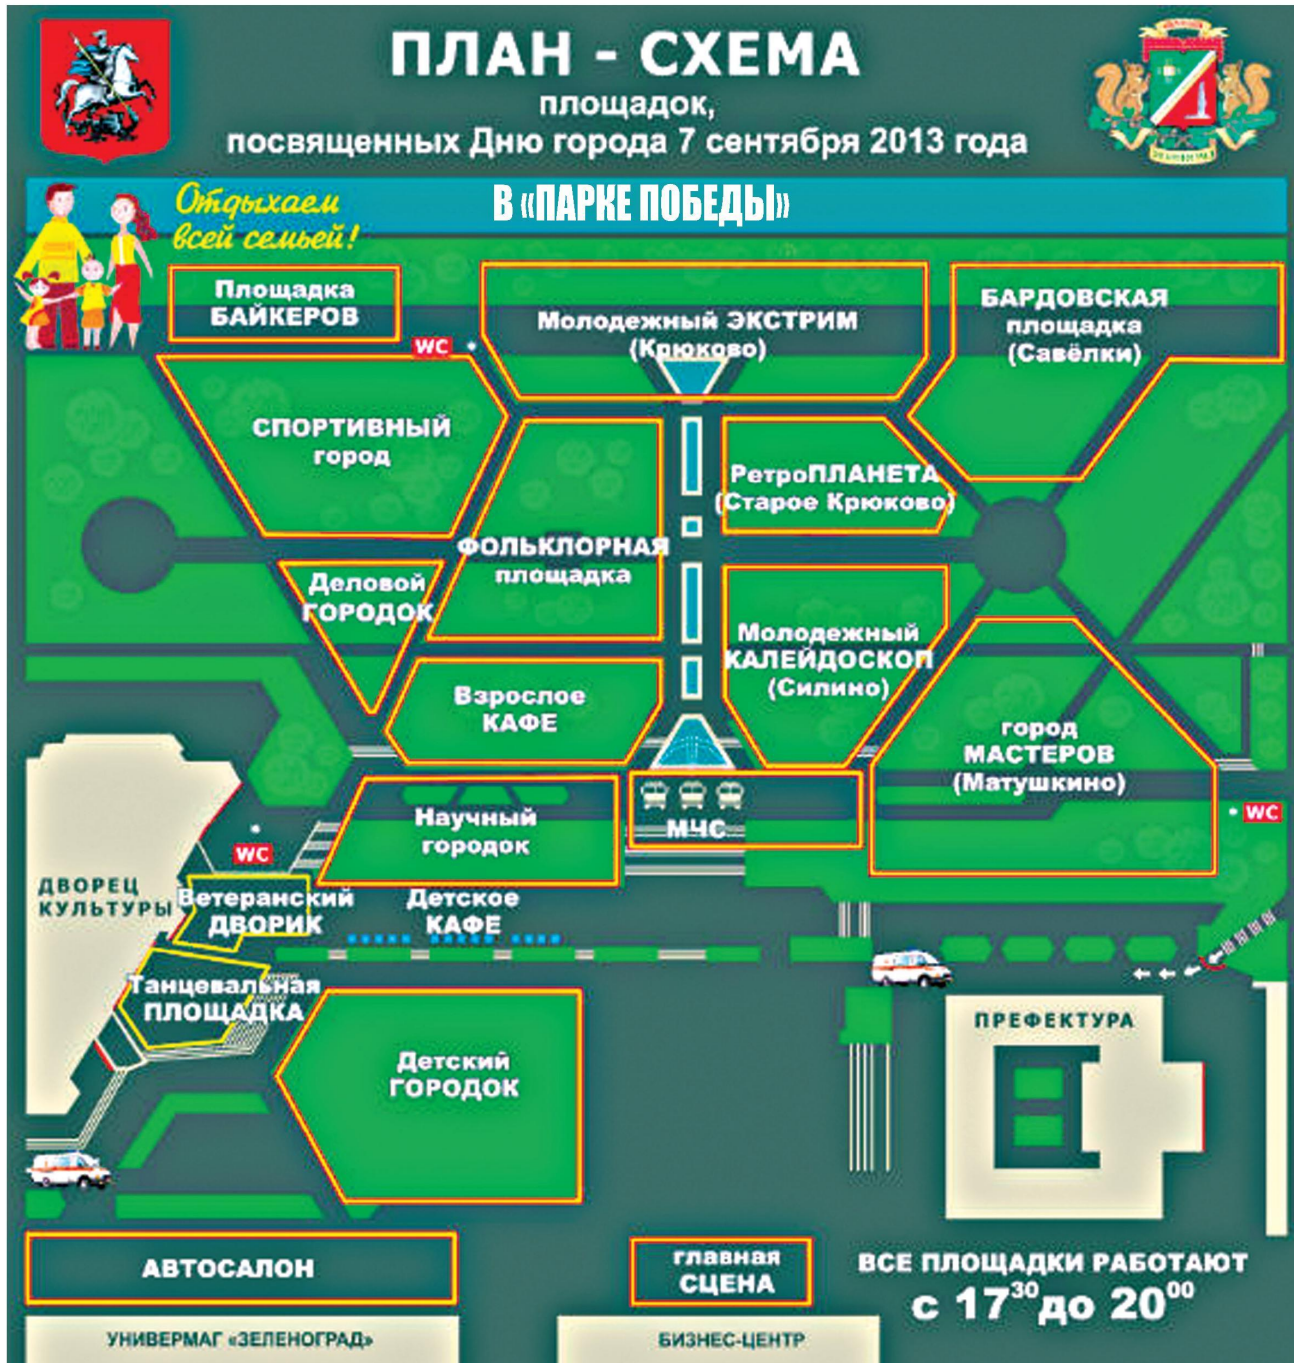 ПЛАН - СХЕМА
площадок,
посвященных Дню города 7 сентября 2013 года
Отдыхаем
всей семьей!
В «ПАРКЕ ПОБЕДЫ»
Площадка
БАЙКЕРОВ
Молодежный ЭКСТРИМ
(Крюково)
БАРДОВСКАЯ
площадка
(Савёлки)
WC
СПОРТИВНЫЙ
город
РетроПЛАНЕТА
(Старое Крюково)
ФОЛЬКЛОРНАЯ
площадка
Деловой
ГОРОДОК
Молодежный
КАЛЕЙДОСКОП
(Силино)
Взрослое
КАФЕ
город
МАСТЕРОВ
(Матушкино)
WC
Научный
городок
МЧС
WC
ДВОРЕЦ
КУЛЬТУРЫ
Ветеранский
ДВОРИК
Детское
КАФЕ
Танцевальная
ПЛОЩАДКА
ПРЕФЕКТУРА
Детский
ГОРОДОК
АВТОСАЛОН
главная
СЦЕНА
ВСЕ ПЛОЩАДКИ РАБОТАЮТ
с 17³⁰ до 20⁰⁰
УНИВЕРМАГ «ЗЕЛЕНОГРАД»
БИЗНЕС-ЦЕНТР